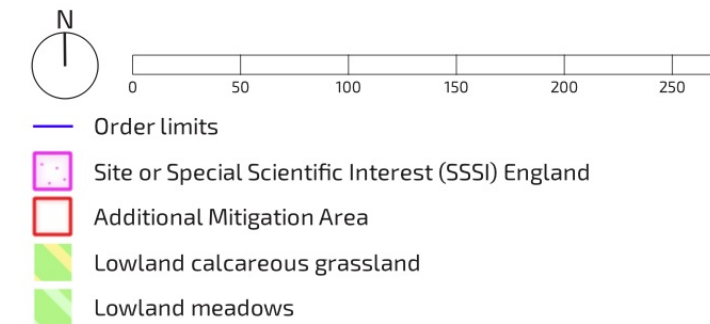 N
0 50 100 150 200 250
Order limits
Site or Special Scientific Interest (SSSI) England
Additional Mitigation Area
Lowland calcareous grassland
Lowland meadows